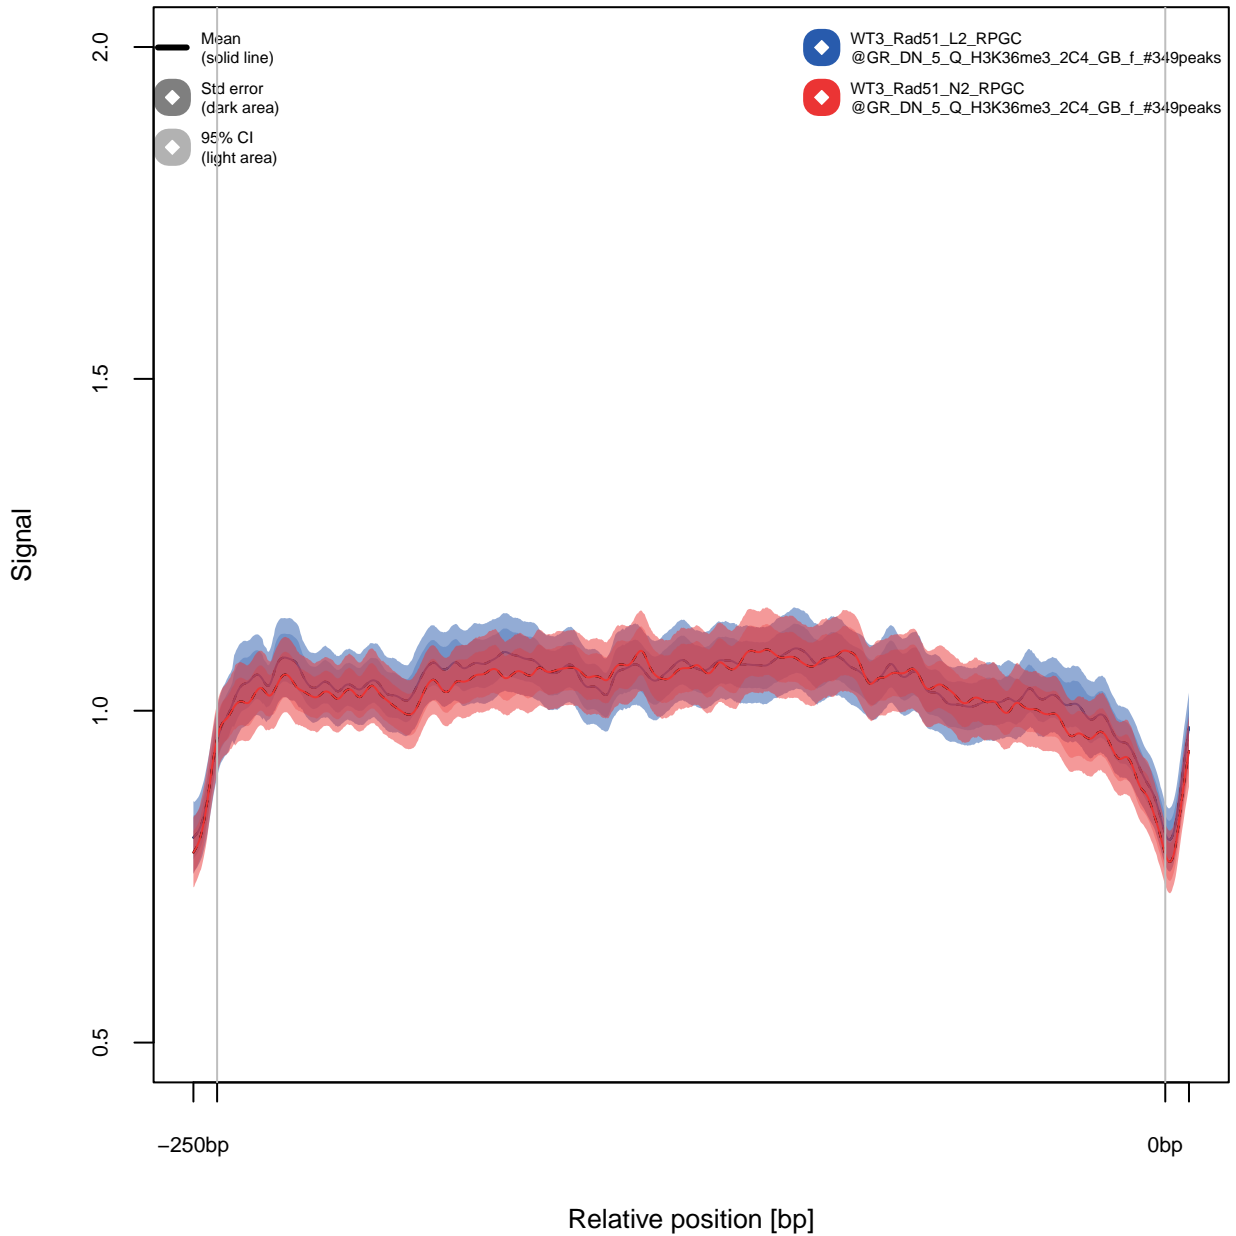 Mean
(solid line)
Std error
(dark area)
95% CI
(light area)
WT3_Rad51_L2_RPGC
@GR_DN_5_Q_H3K36me3_2C4_GB_f_#349peaks
WT3_Rad51_N2_RPGC
@GR_DN_5_Q_H3K36me3_2C4_GB_f_#349peaks
2.0
1.5
1.0
0.5
Signal
−250bp
0bp
Relative position [bp]